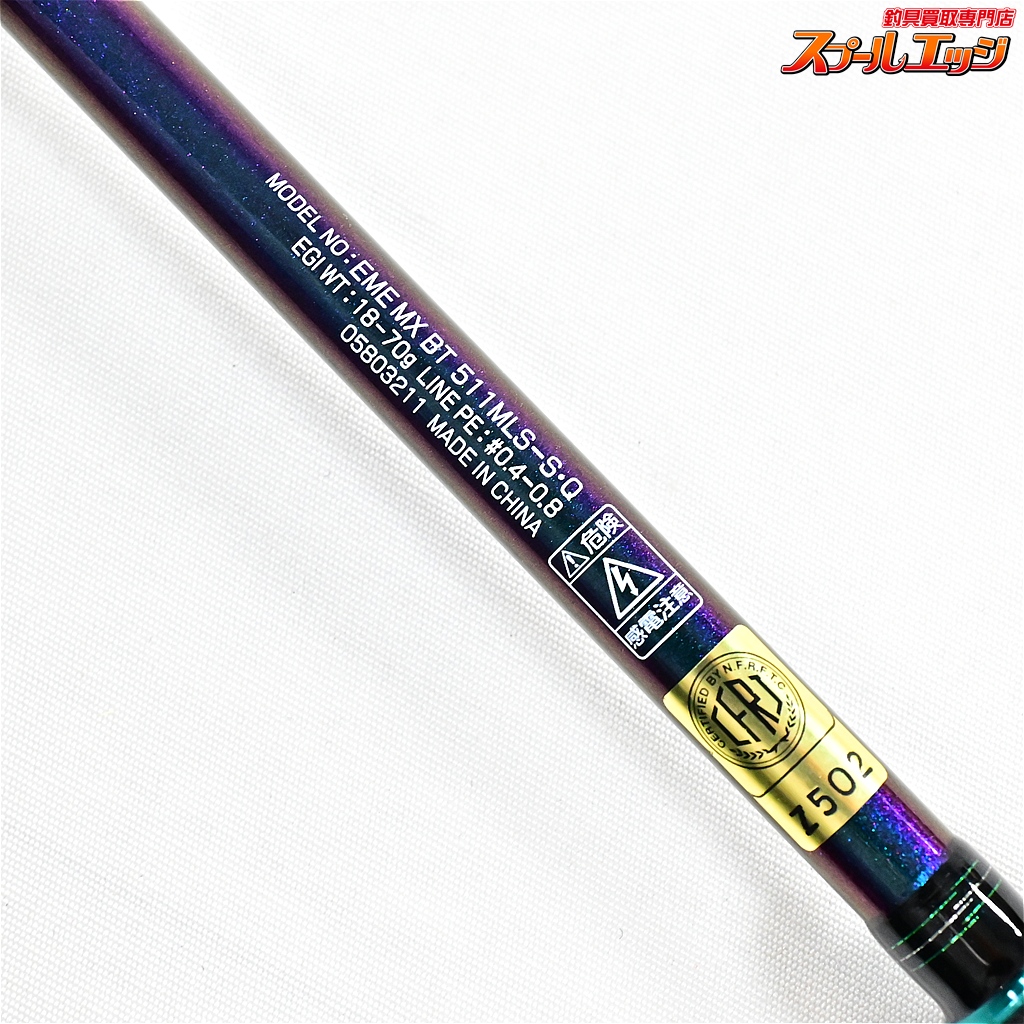 釣具買取専門店
スプールエッジ
MODEL NO : EME MX BT 511MLS-S・Q
EGI WT : 18-70g LINE PE : #0.4-0.8
05803211 MADE IN CHINA
危険
感電注意
CERTIFIED BY N.F.R.F.T.C
CFRJ
Z502